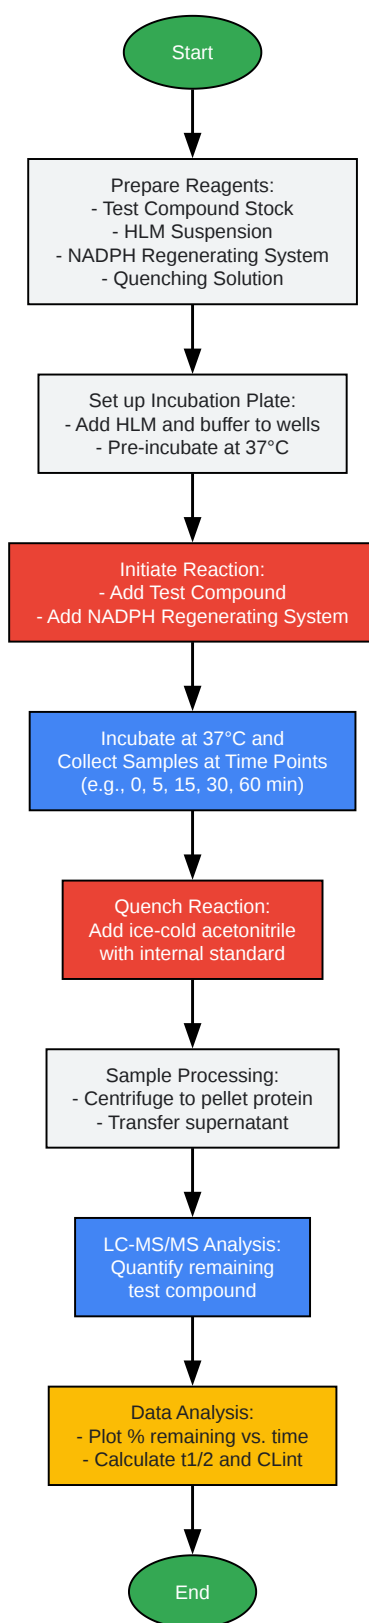 Start
Prepare Reagents:
- Test Compound Stock
- HLM Suspension
- NADPH Regenerating System
- Quenching Solution
Set up Incubation Plate:
- Add HLM and buffer to wells
- Pre-incubate at 37°C
Initiate Reaction:
- Add Test Compound
- Add NADPH Regenerating System
Incubate at 37°C and
Collect Samples at Time Points
(e.g., 0, 5, 15, 30, 60 min)
Quench Reaction:
Add ice-cold acetonitrile
with internal standard
Sample Processing:
- Centrifuge to pellet protein
- Transfer supernatant
LC-MS/MS Analysis:
Quantify remaining
test compound
Data Analysis:
- Plot % remaining vs. time
- Calculate t1/2 and CLint
End